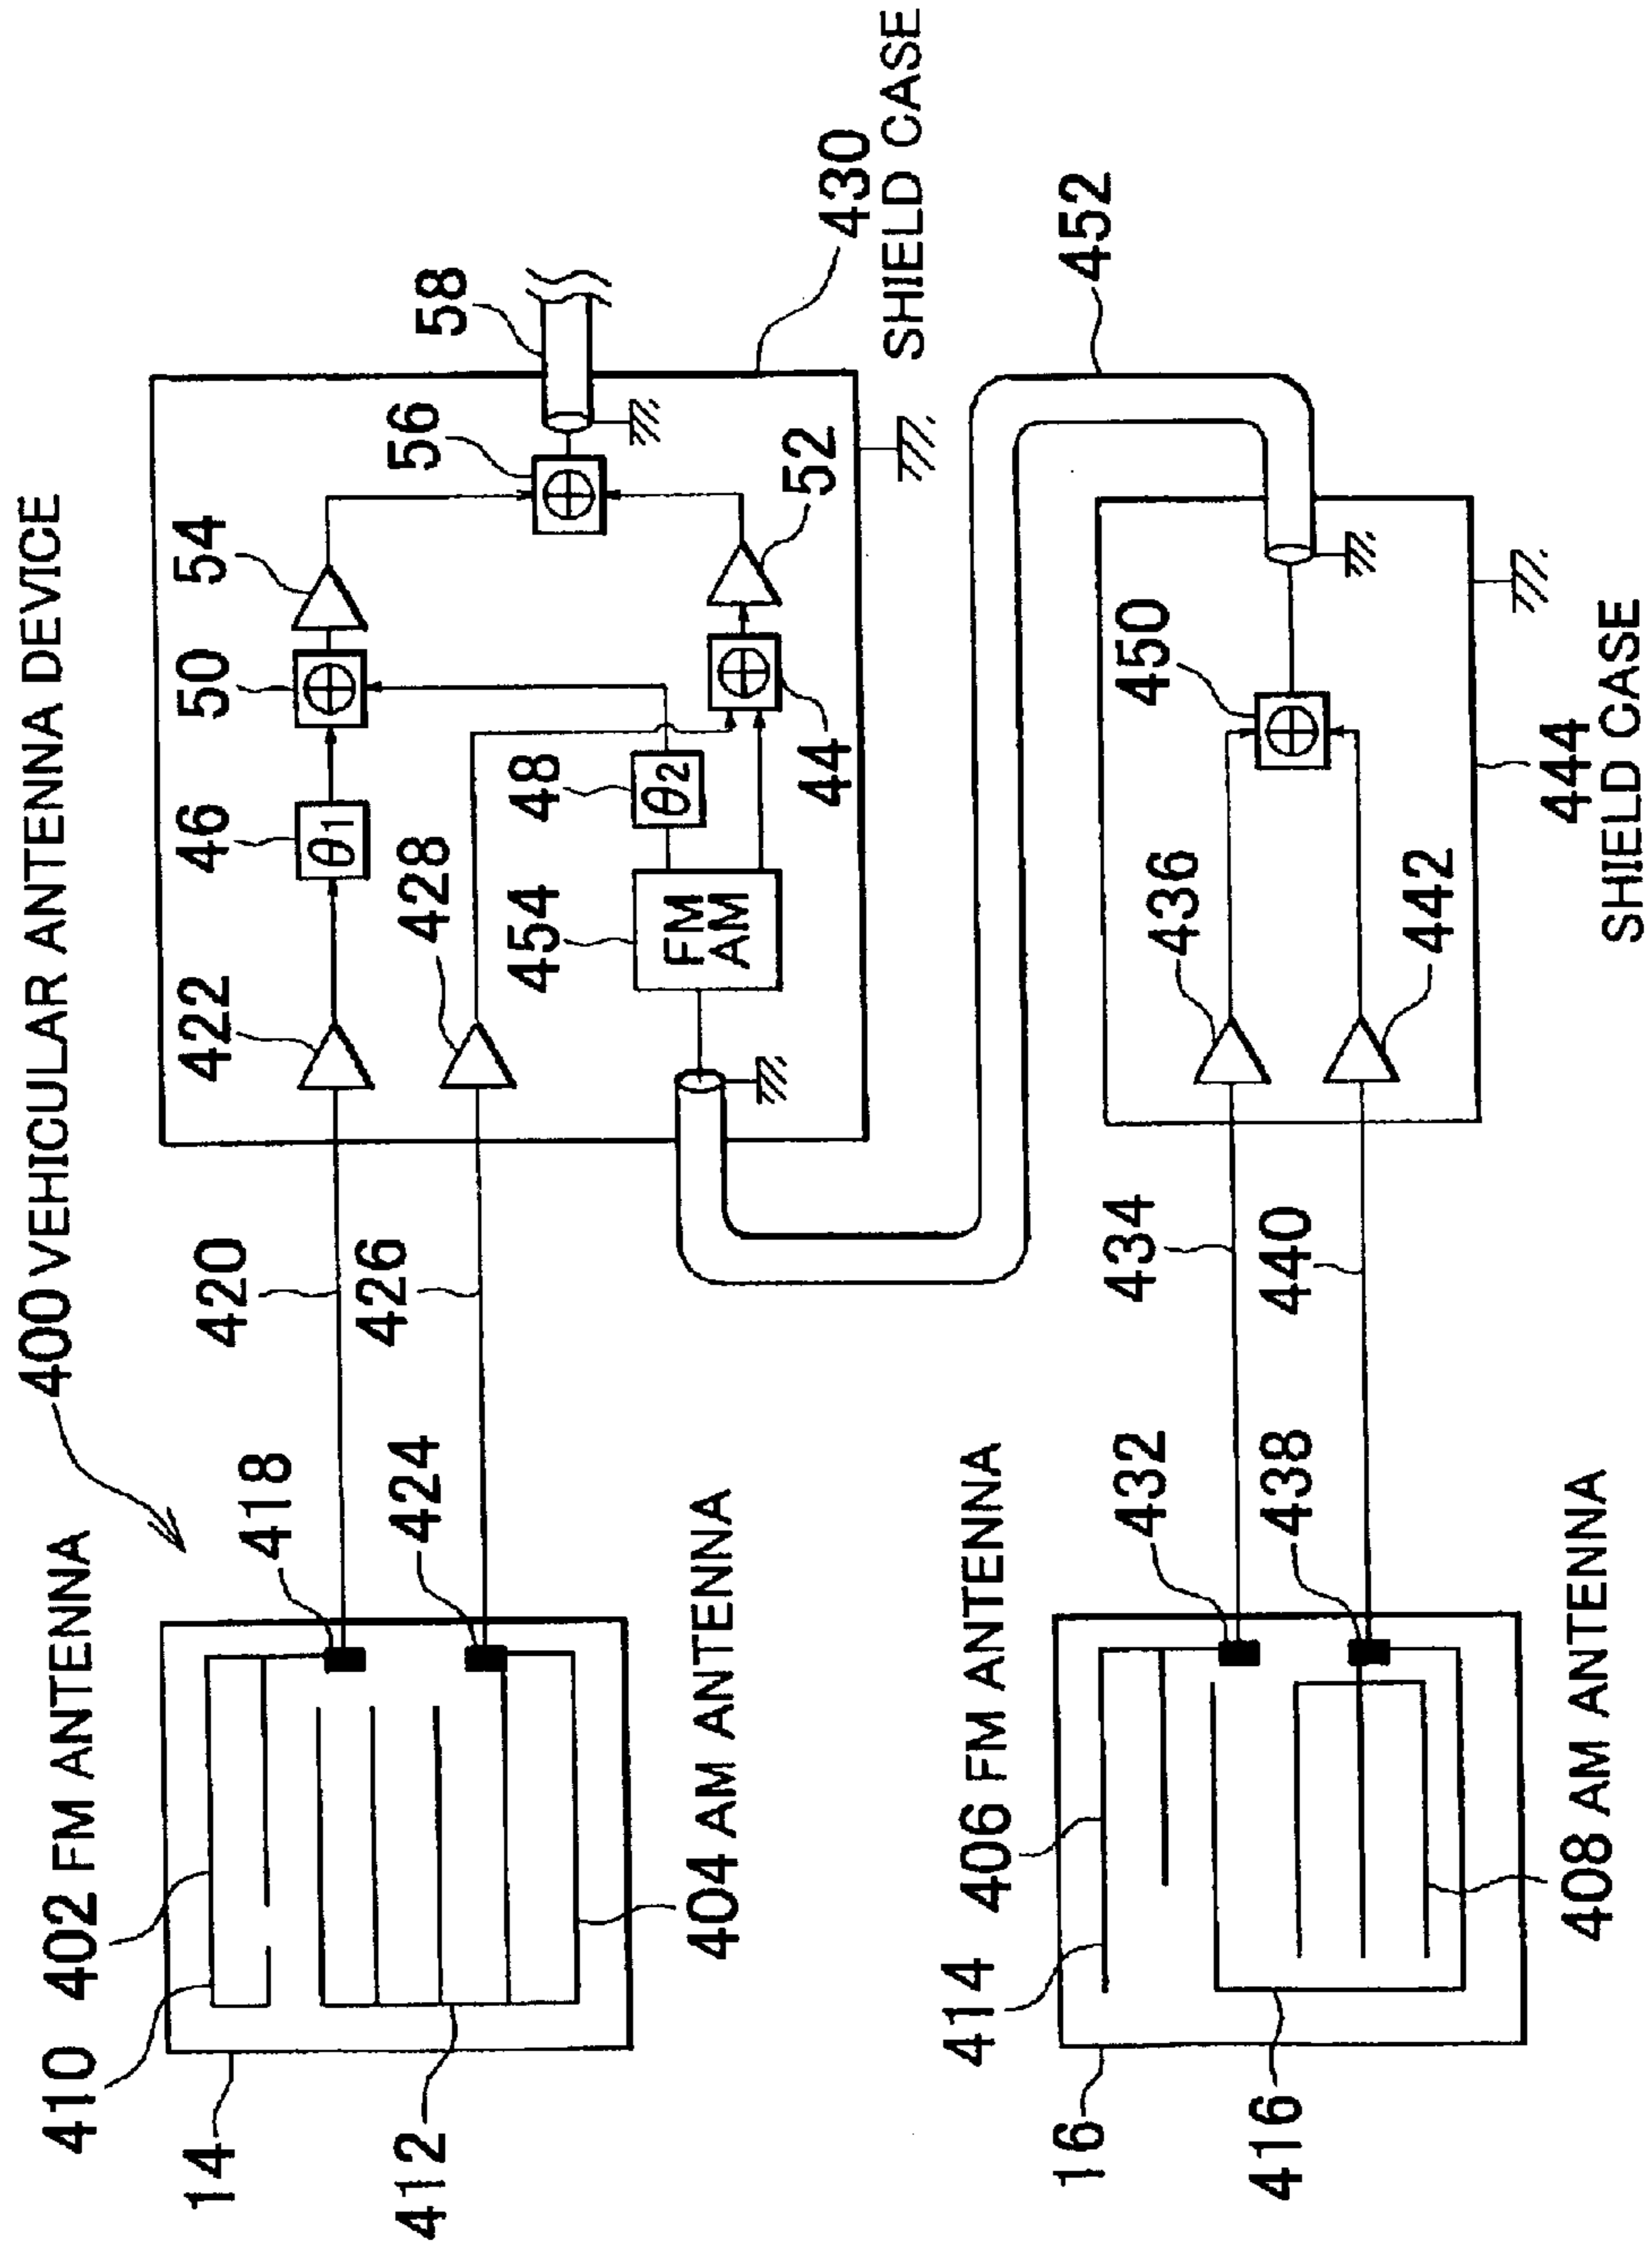 400 VEHICULAR ANTENNA DEVICE
410 402 FM ANTENNA
418
420
422
46
50
54
14
424
426
428
θ1
48
56
58
412
404 AM ANTENNA
454
FM
AM
θ2
44
52
430
SHIELD CASE
452
414 406 FM ANTENNA
432
434
436
450
16
438
440
442
416
408 AM ANTENNA
444
SHIELD CASE